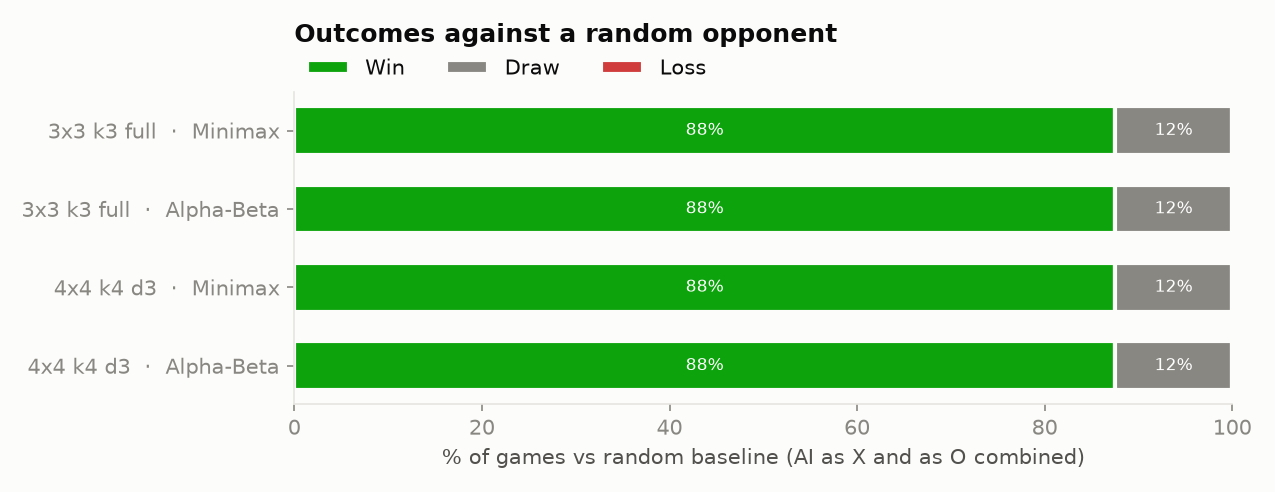 Outcomes against a random opponent
Win Draw Loss
3x3 k3 full · Minimax 88% 12%
3x3 k3 full · Alpha-Beta 88% 12%
4x4 k4 d3 · Minimax 88% 12%
4x4 k4 d3 · Alpha-Beta 88% 12%
0 20 40 60 80 100
% of games vs random baseline (AI as X and as O combined)